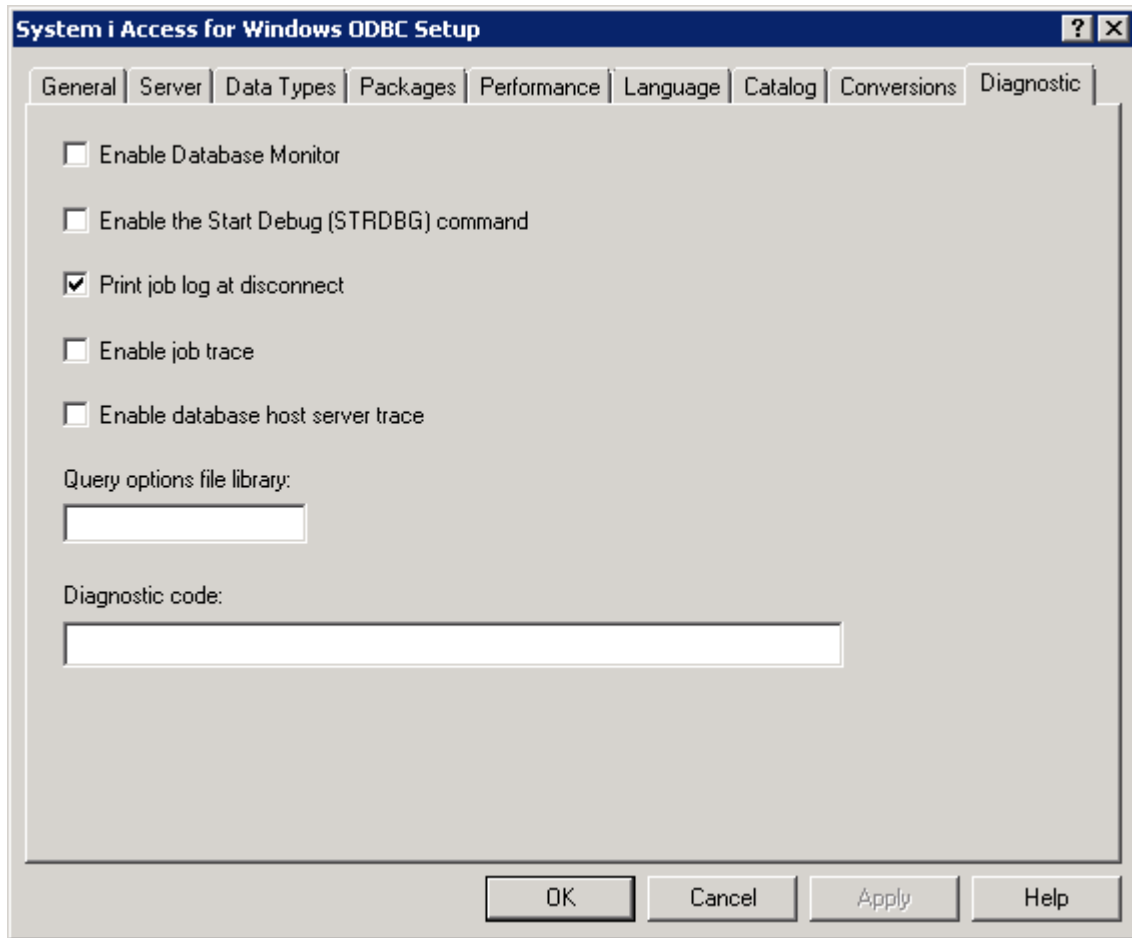 System i Access for Windows ODBC Setup
General Server Data Types Packages Performance Language Catalog Conversions Diagnostic
Enable Database Monitor
Enable the Start Debug (STRDBG) command
Print job log at disconnect
Enable job trace
Enable database host server trace
Query options file library:
Diagnostic code:
OK Cancel Apply Help